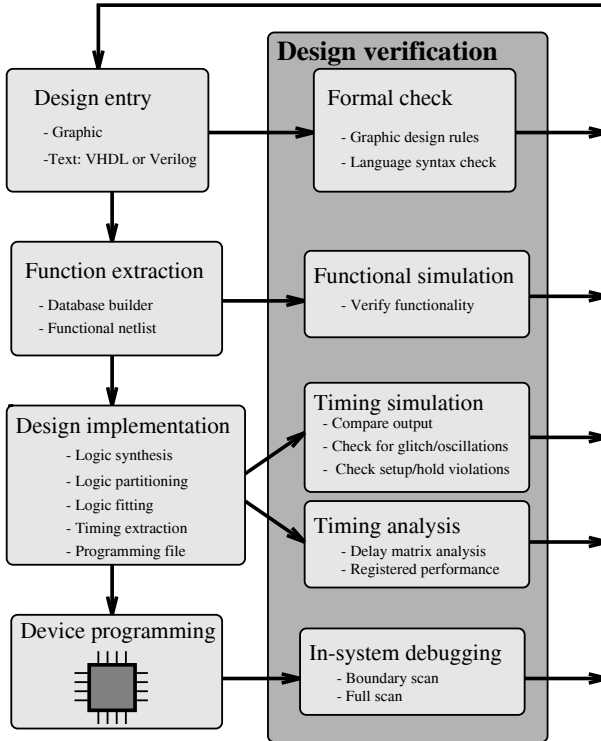 Design verification
Design entry
- Graphic
-Text: VHDL or Verilog
Formal check
- Graphic design rules
- Language syntax check
Function extraction
- Database builder
- Functional netlist
Functional simulation
- Verify functionality
Design implementation
- Logic synthesis
- Logic partitioning
- Logic fitting
- Timing extraction
- Programming file
Timing simulation
- Compare output
- Check for glitch/oscillations
- Check setup/hold violations
Timing analysis
- Delay matrix analysis
- Registered performance
Device programming
In-system debugging
- Boundary scan
- Full scan